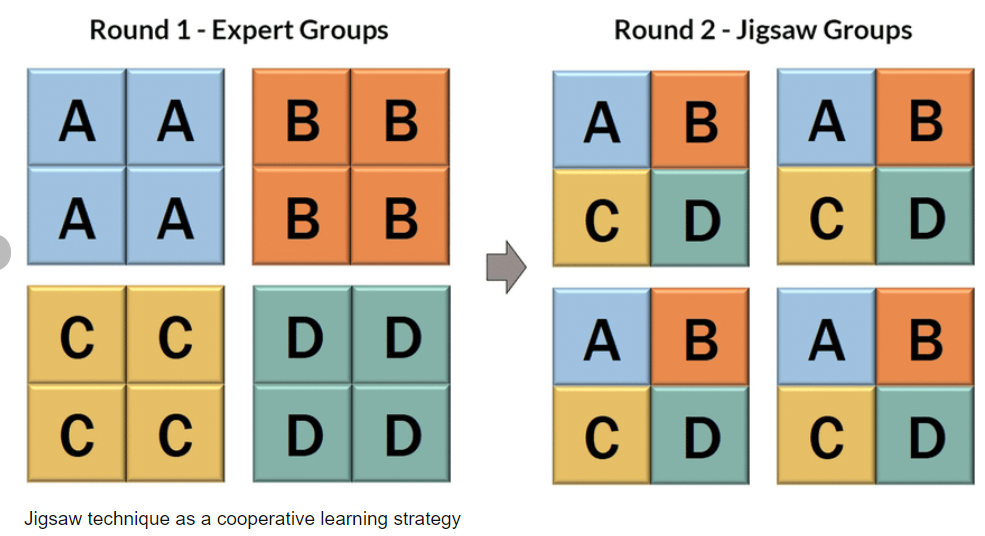 Round 1 - Expert Groups
Round 2 - Jigsaw Groups
A A B B
A A B B
C C D D
C C D D
A B A B
C D C D
A B A B
C D C D
Jigsaw technique as a cooperative learning strategy